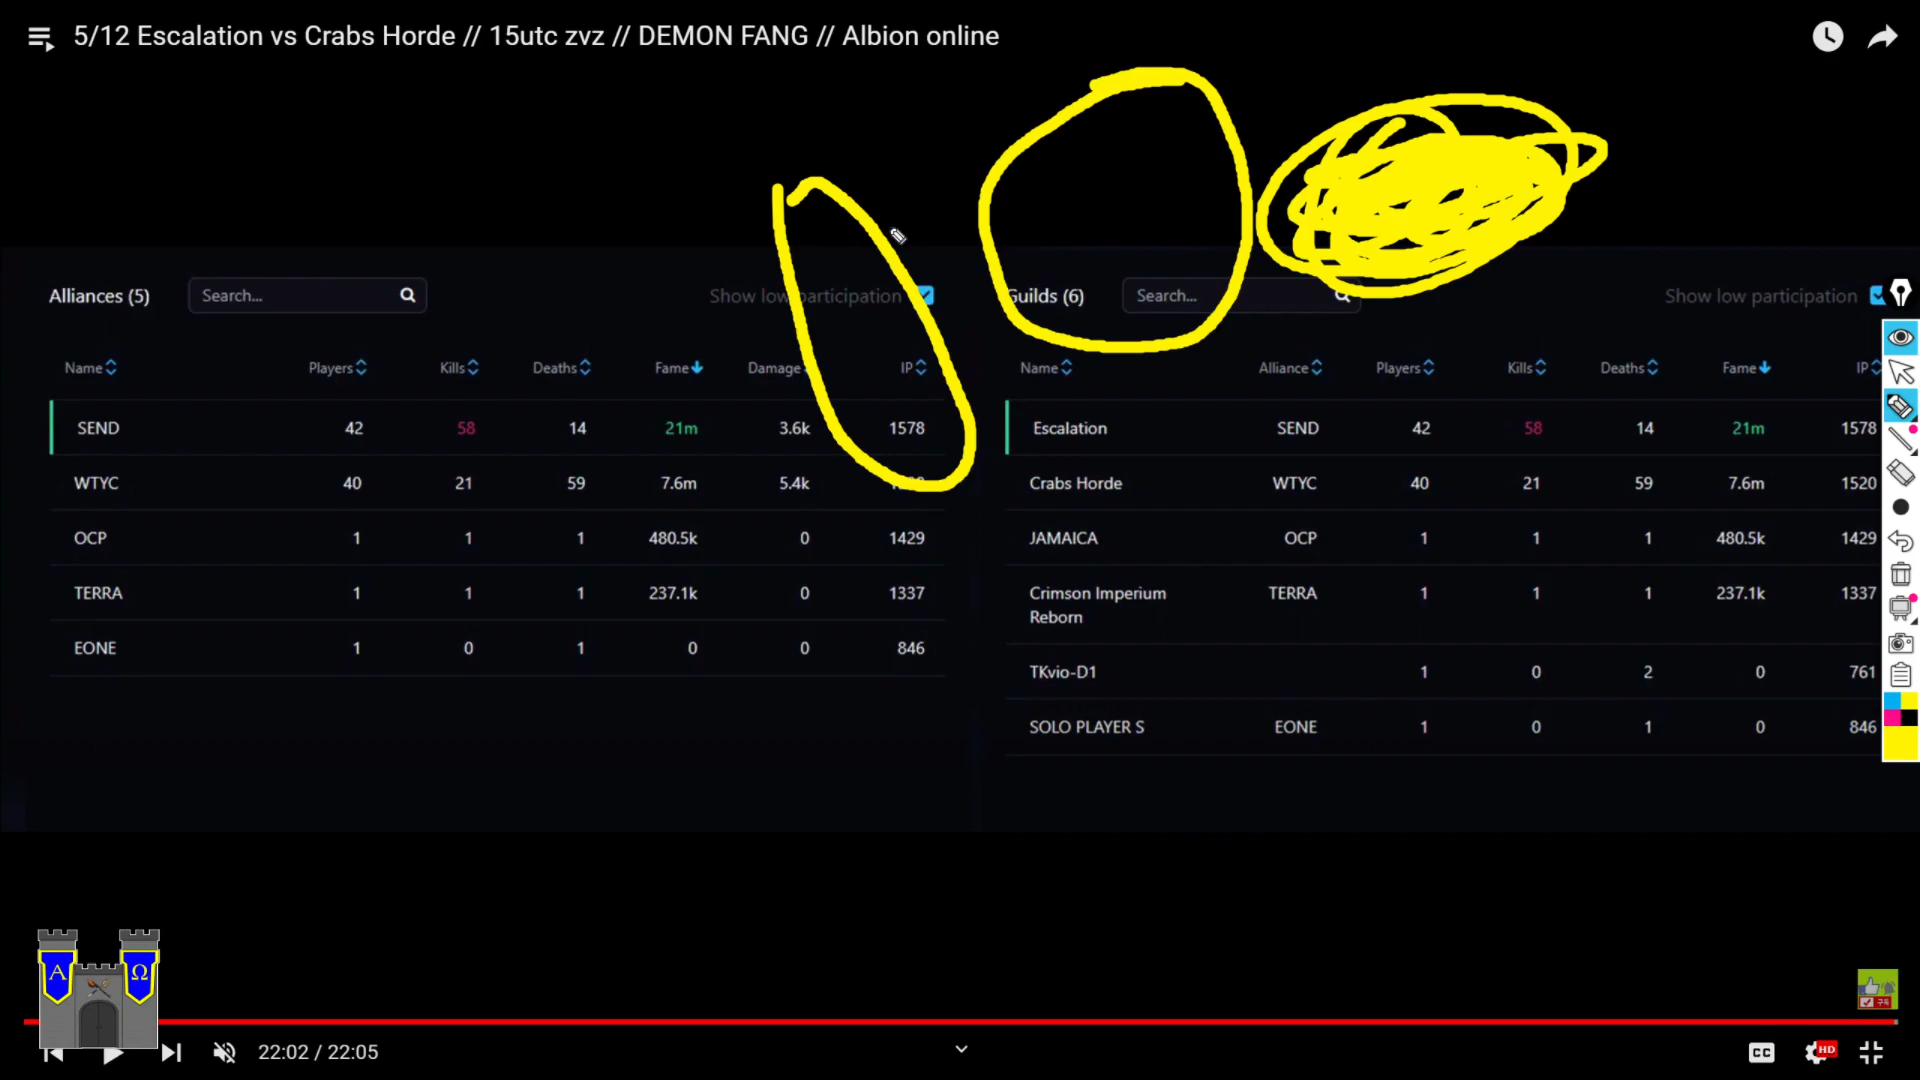 5/12 Escalation vs Crabs Horde // 15utc zvz // DEMON FANG // Albion online
Alliances (5) Search... Show low participation
Name Players Kills Deaths Fame Damage IP
SEND 42 58 14 21m 3.6k 1578
WTYC 40 21 59 7.6m 5.4k
OCP 1 1 1 480.5k 0 1429
TERRA 1 1 1 237.1k 0 1337
EONE 1 0 1 0 0 846
Guilds (6) Search... Show low participation
Name Alliance Players Kills Deaths Fame IP
Escalation SEND 42 58 14 21m 1578
Crabs Horde WTYC 40 21 59 7.6m 1520
JAMAICA OCP 1 1 1 480.5k 1429
Crimson Imperium Reborn TERRA 1 1 1 237.1k 1337
TKvio-D1 1 0 2 0 761
SOLO PLAYER S EONE 1 0 1 0 846
Α Ω
구독
22:02 / 22:05
CC HD